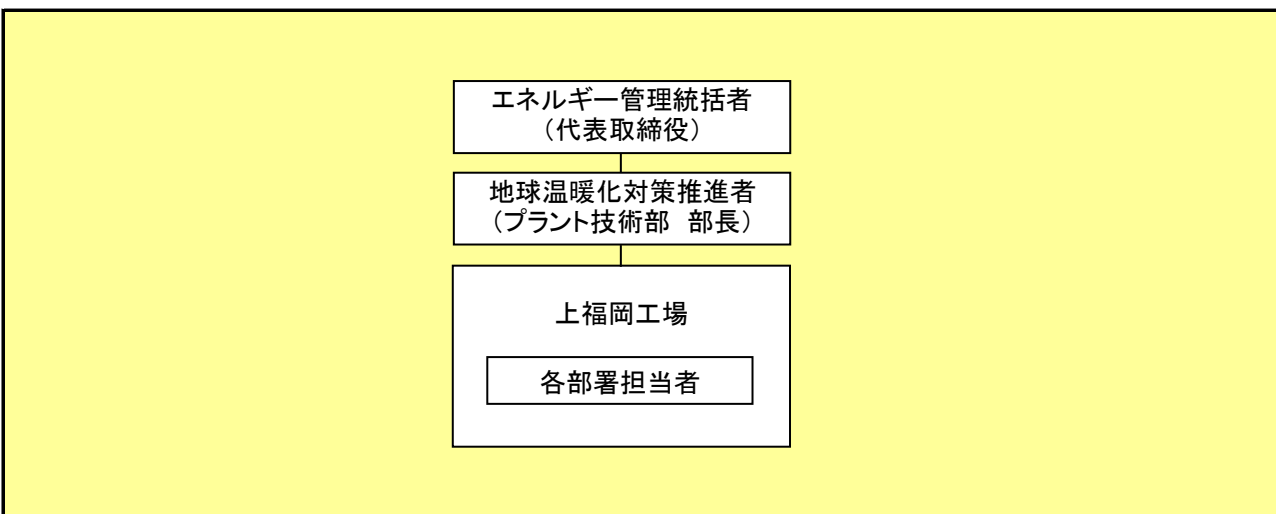 エネルギー管理統括者
（代表取締役）
地球温暖化対策推進者
（プラント技術部　部長）
上福岡工場
各部署担当者